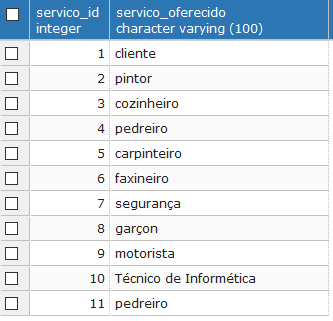 servico_id servico_oferecido
integer character varying (100)
1 cliente
2 pintor
3 cozinheiro
4 pedreiro
5 carpinteiro
6 faxineiro
7 segurança
8 garçon
9 motorista
10 Técnico de Informética
11 pedreiro